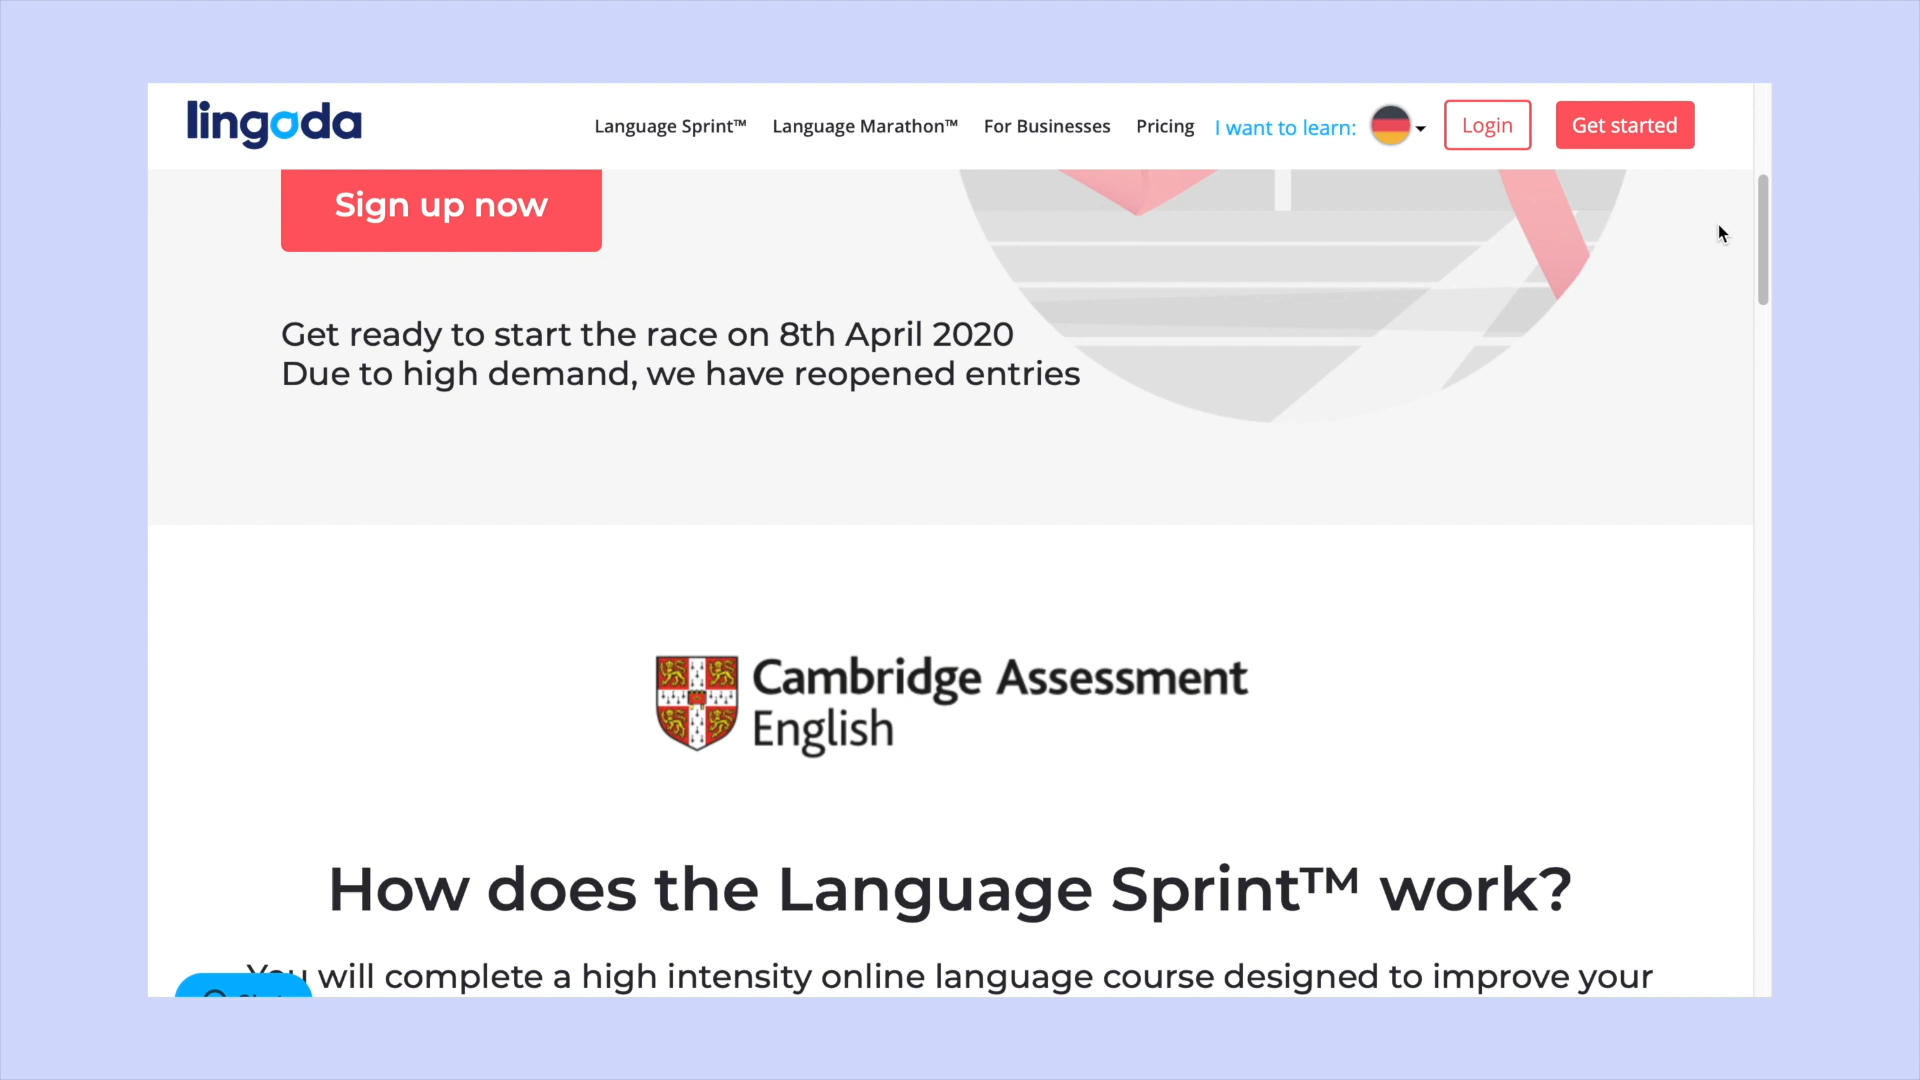 lingoda
Language Sprint™ Language Marathon™ For Businesses Pricing I want to learn: Login Get started
Sign up now
Get ready to start the race on 8th April 2020
Due to high demand, we have reopened entries
Cambridge Assessment
English
How does the Language Sprint™ work?
You will complete a high intensity online language course designed to improve your